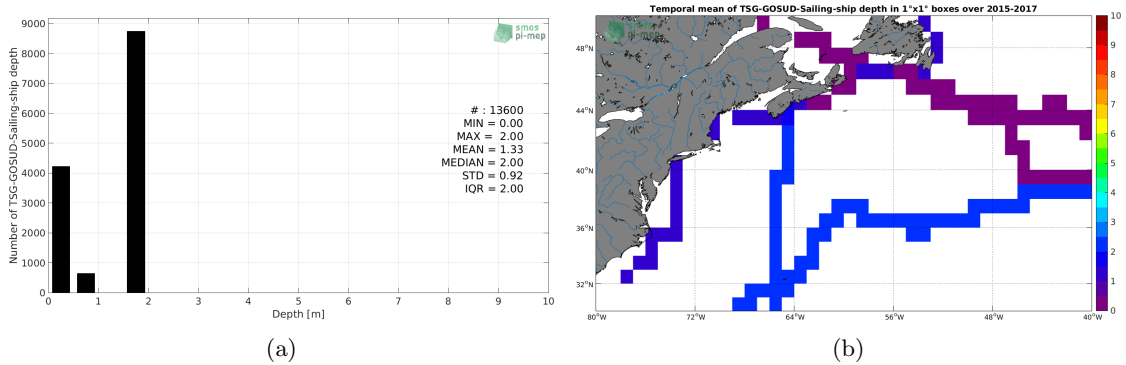 Number of TSG-GOSUD-Sailing-ship depth
9000
8000
7000
6000
5000
4000
3000
2000
1000
0
0 1 2 3 4 5 6 7 8 9 10
Depth [m]
smos
pi-mep
# : 13600
MIN = 0.00
MAX = 2.00
MEAN = 1.33
MEDIAN = 2.00
STD = 0.92
IQR = 2.00
(a)
Temporal mean of TSG-GOSUD-Sailing-ship depth in 1°x1° boxes over 2015-2017
smos
pi-mep
48°N
44°N
40°N
36°N
32°N
80°W 72°W 64°W 56°W 48°W 40°W
10
9
8
7
6
5
4
3
2
1
0
(b)